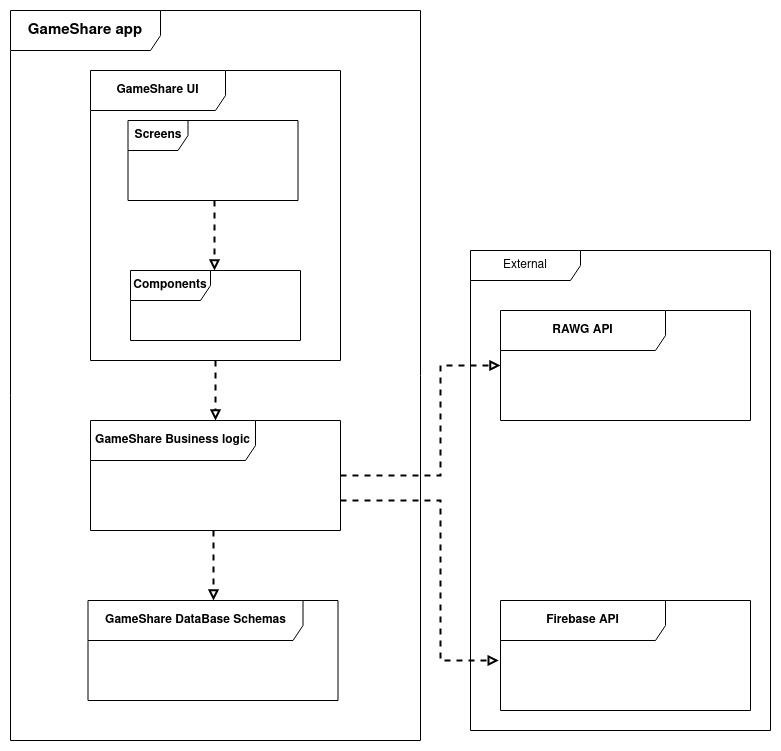 GameShare app
GameShare UI
Screens
Components
GameShare Business logic
GameShare DataBase Schemas
External
RAWG API
Firebase API